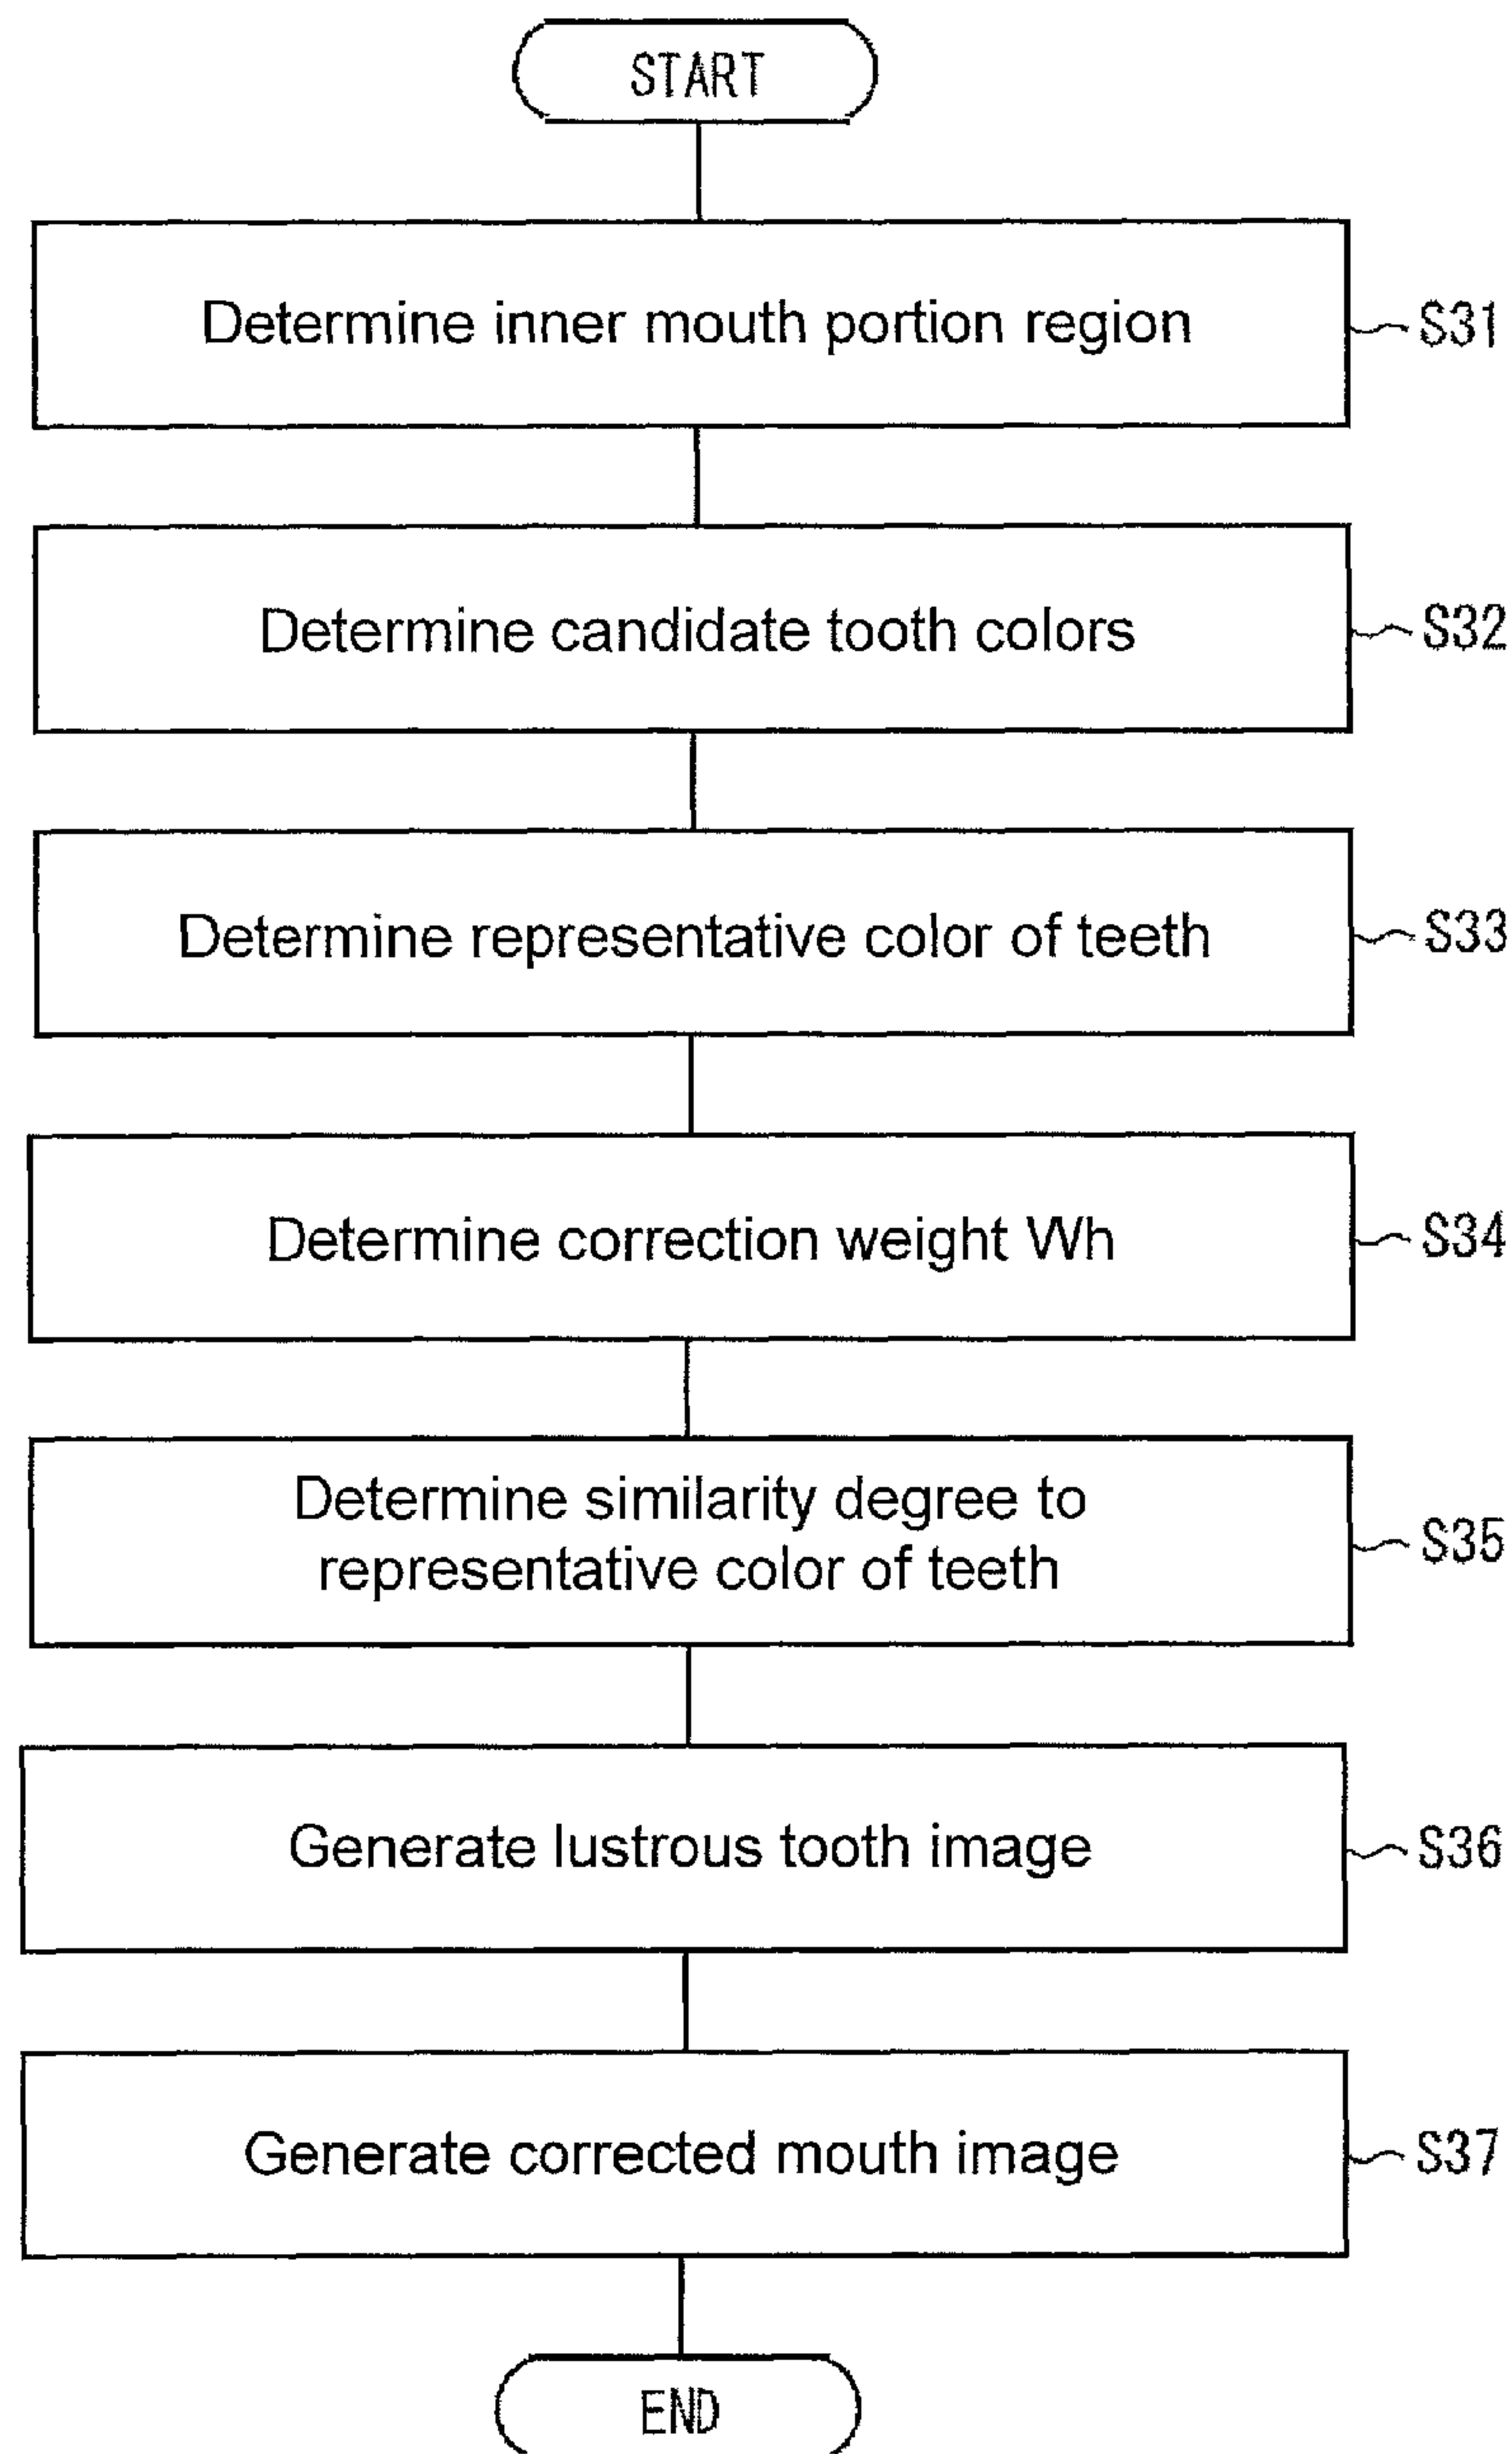 START
Determine inner mouth portion region
S31
Determine candidate tooth colors
S32
Determine representative color of teeth
S33
Determine correction weight Wh
S34
Determine similarity degree to
representative color of teeth
S35
Generate lustrous tooth image
S36
Generate corrected mouth image
S37
END